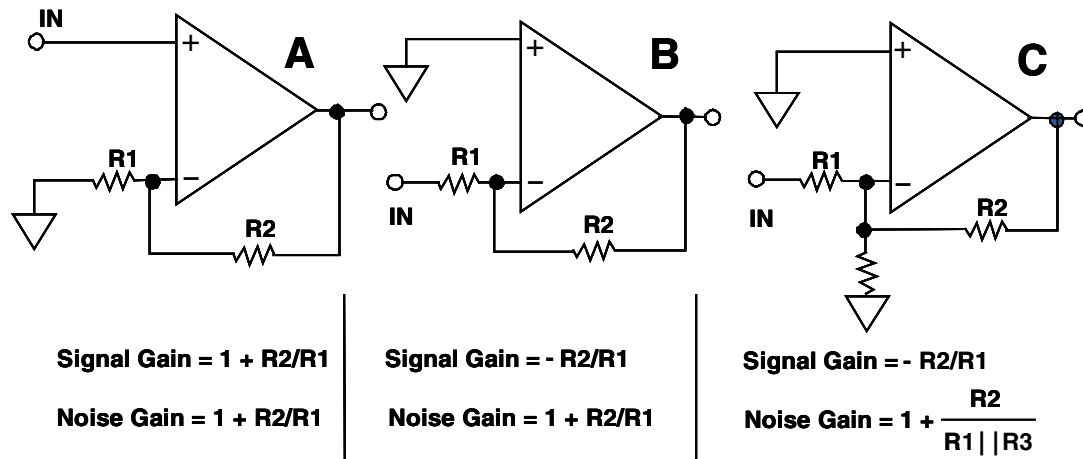 IN
+
A
R1
−
R2
Signal Gain = 1 + R2/R1
Noise Gain = 1 + R2/R1
+
B
R1
−
IN
R2
Signal Gain = - R2/R1
Noise Gain = 1 + R2/R1
+
C
R1
−
IN
R2
Signal Gain = - R2/R1
Noise Gain = 1 + R2
R1||R3